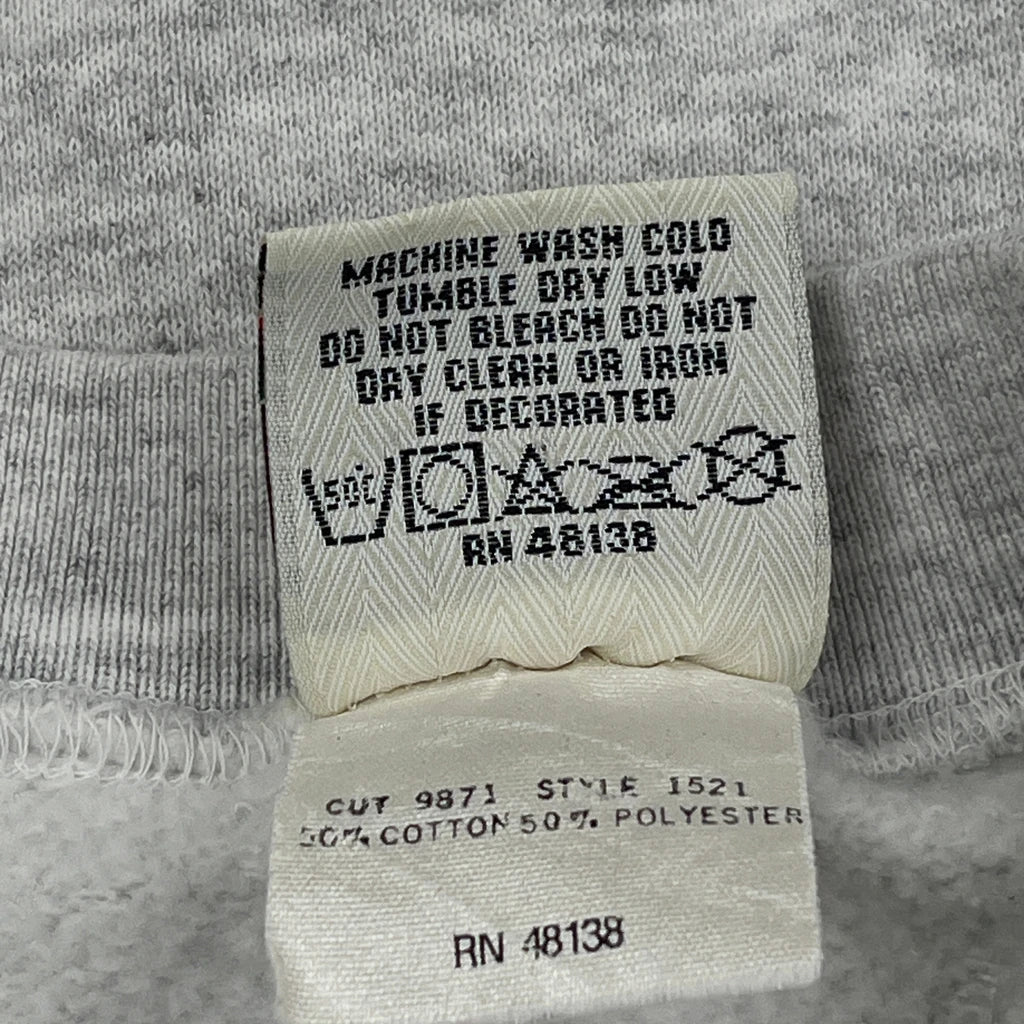 MACHINE WASH COLD
TUMBLE DRY LOW
DO NOT BLEACH DO NOT
DRY CLEAN OR IRON
IF DECORATED
50C
RN 48138
CUT 9871 STYLE 1521
50% COTTON 50% POLYESTER
RN 48138